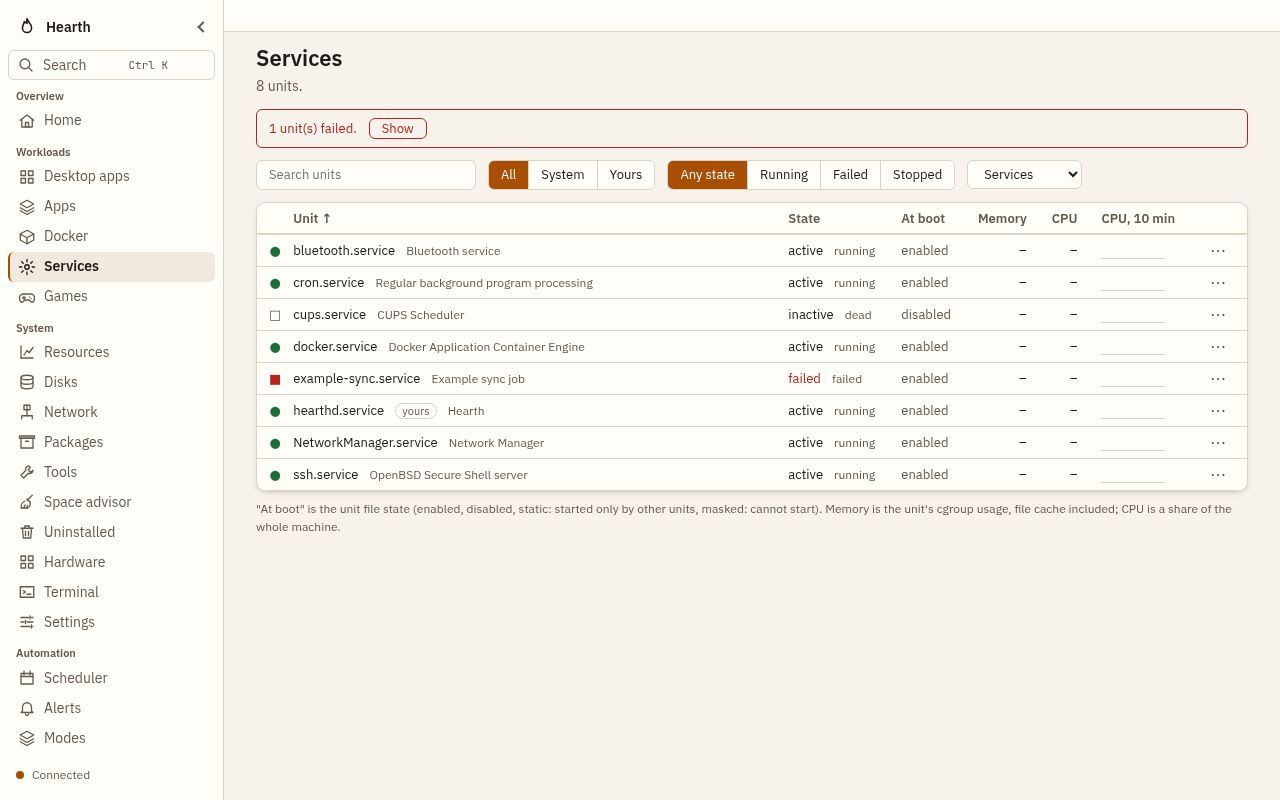 Hearth
Search Ctrl K
Overview
Home
Workloads
Desktop apps
Apps
Docker
Services
Games
System
Resources
Disks
Network
Packages
Tools
Space advisor
Uninstalled
Hardware
Terminal
Settings
Automation
Scheduler
Alerts
Modes
Connected
Services
8 units.
1 unit(s) failed. Show
Search units All System Yours Any state Running Failed Stopped Services
Unit ↑ State At boot Memory CPU CPU, 10 min
bluetooth.service Bluetooth service active running enabled – – ···
cron.service Regular background program processing active running enabled – – ···
cups.service CUPS Scheduler inactive dead disabled – – ···
docker.service Docker Application Container Engine active running enabled – – ···
example-sync.service Example sync job failed failed enabled – – ···
hearthd.service yours Hearth active running enabled – – ···
NetworkManager.service Network Manager active running enabled – – ···
ssh.service OpenBSD Secure Shell server active running enabled – – ···
"At boot" is the unit file state (enabled, disabled, static: started only by other units, masked: cannot start). Memory is the unit's cgroup usage, file cache included; CPU is a share of the
whole machine.